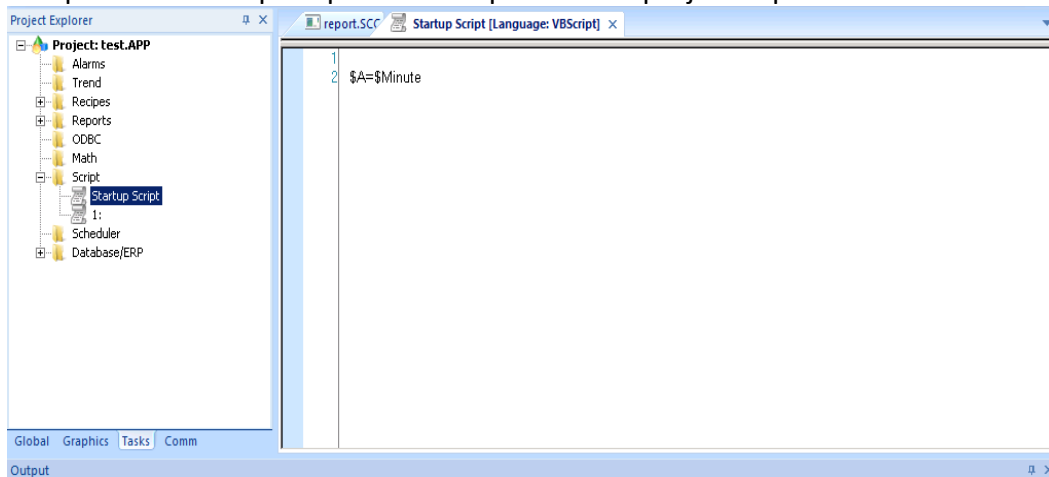 Project Explorer
report.SCC
Startup Script [Language: VBScript]
Project: test.APP
Alarms
Trend
Recipes
Reports
ODBC
Math
Script
Startup Script
1:
Scheduler
Database/ERP
1
2 $A=$Minute
Global Graphics Tasks Comm
Output